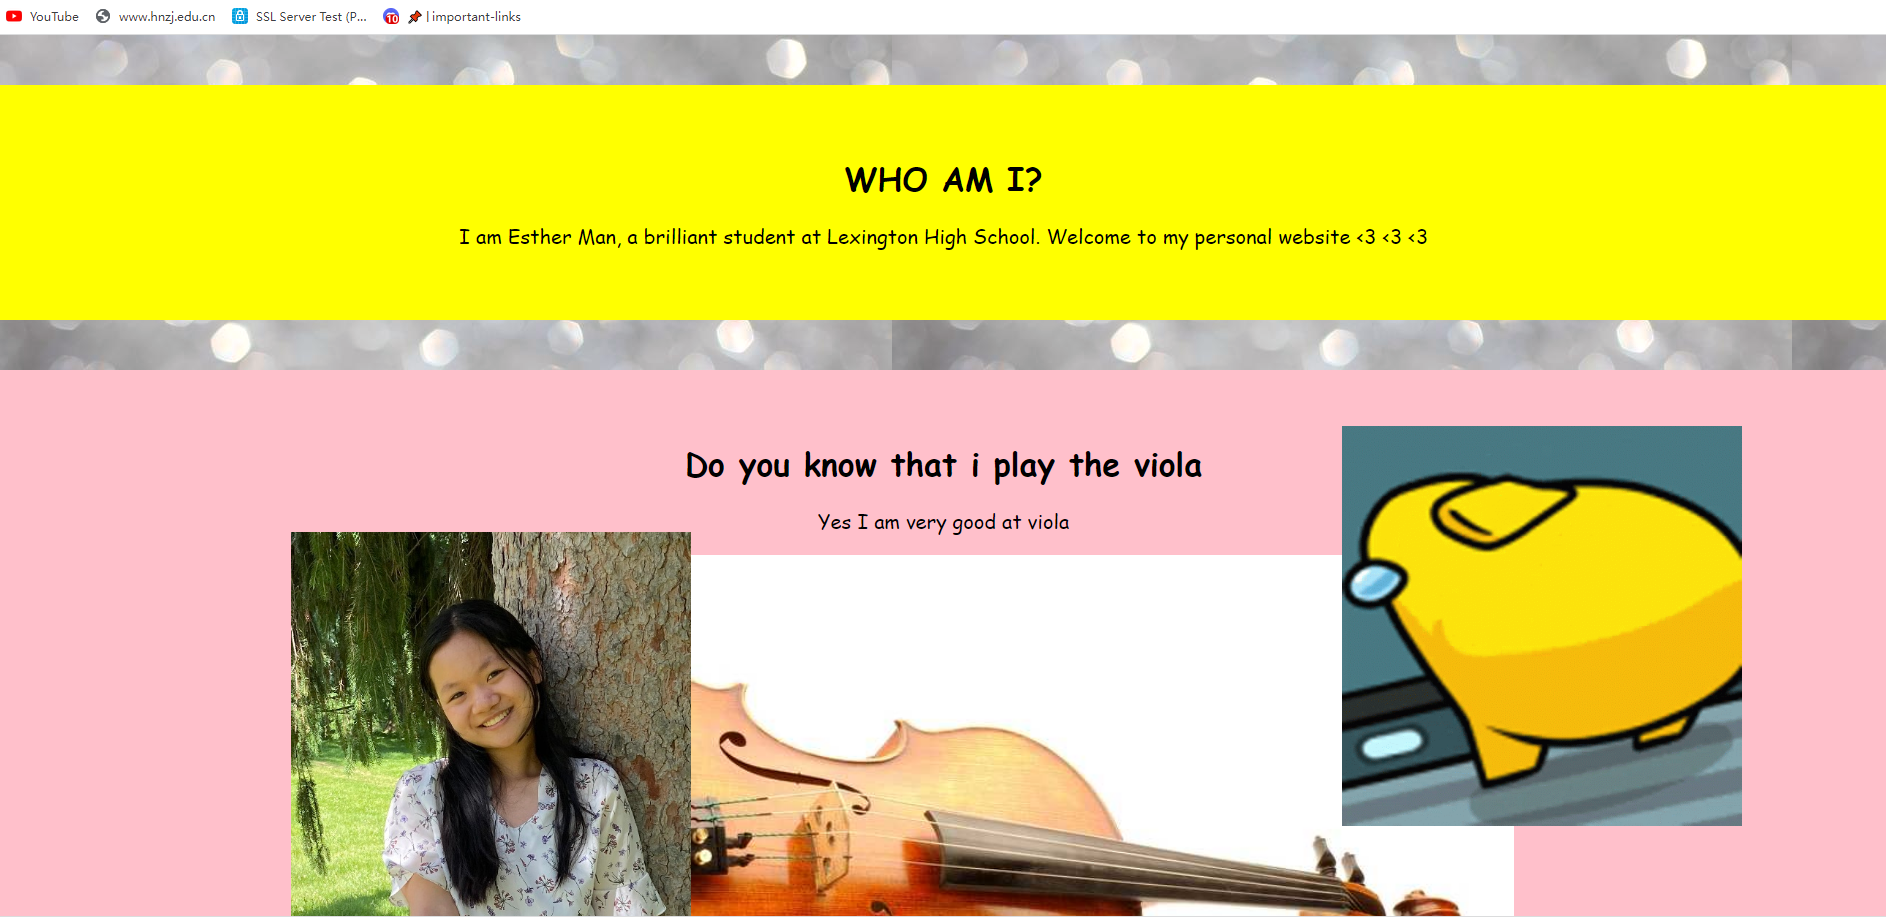 YouTube
www.hnzj.edu.cn
SSL Server Test (P...
10
| important-links
WHO AM I?
I am Esther Man, a brilliant student at Lexington High School. Welcome to my personal website <3 <3 <3
Do you know that i play the viola
Yes I am very good at viola